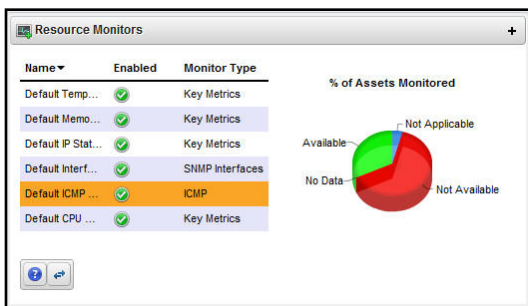 Resource Monitors +
Name Enabled Monitor Type
Default Temp... Key Metrics
Default Memo... Key Metrics
Default IP Stat... Key Metrics
Default Interf... SNMP Interfaces
Default ICMP ... ICMP
Default CPU ... Key Metrics
% of Assets Monitored
Not Applicable
Available
No Data
Not Available
?